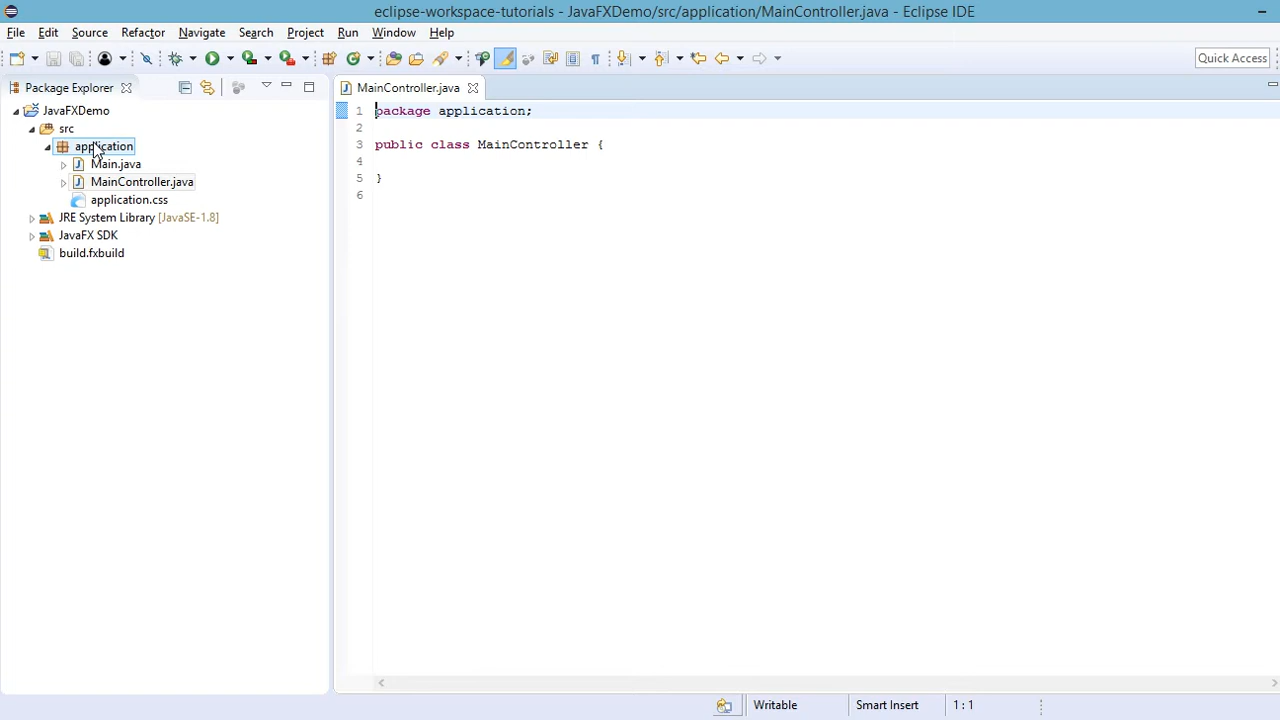 eclipse-workspace-tutorials - JavaFXDemo/src/application/MainController.java - Eclipse IDE
File Edit Source Refactor Navigate Search Project Run Window Help
Quick Access
Package Explorer
MainController.java
JavaFXDemo
src
application
Main.java
MainController.java
application.css
JRE System Library [JavaSE-1.8]
JavaFX SDK
build.fxbuild
1 package application;
2
3 public class MainController {
4
5 }
6
Writable Smart Insert 1 : 1